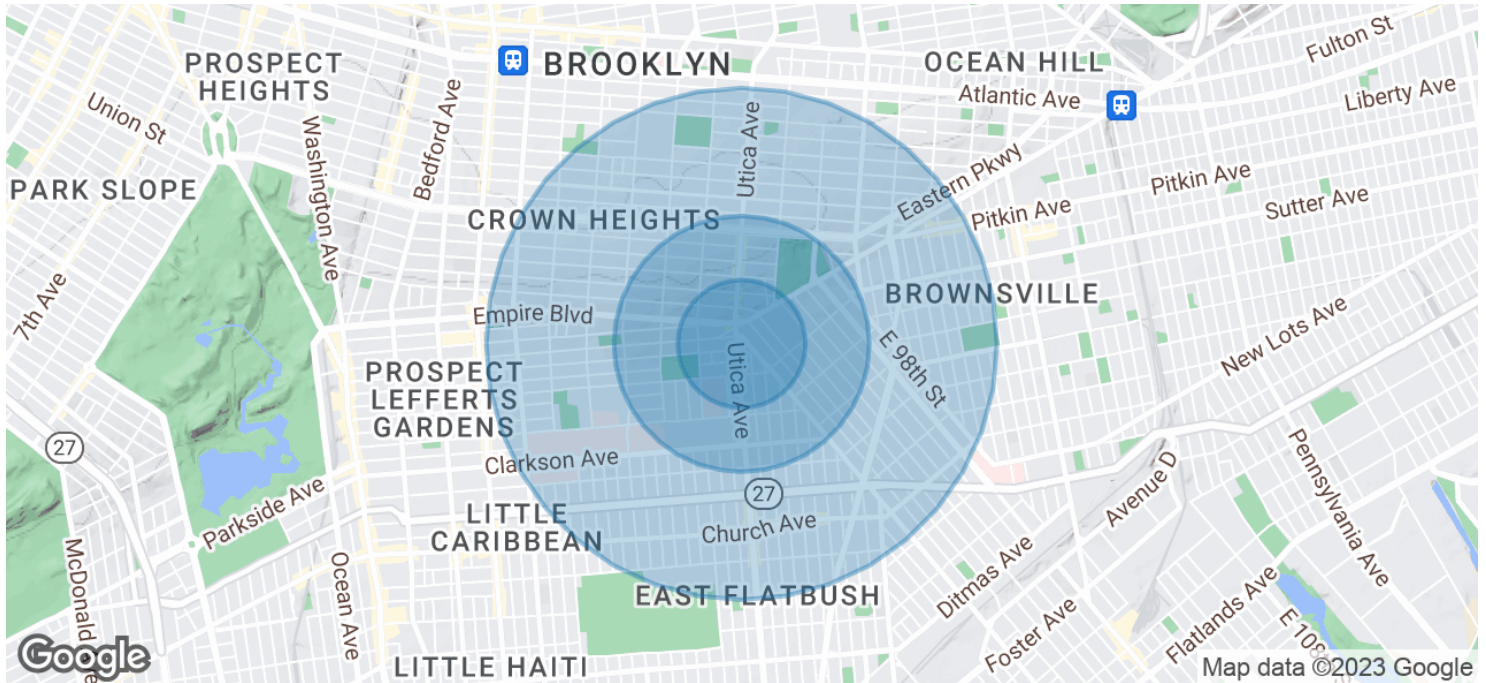 Fulton St
PROSPECT
HEIGHTS
BROOKLYN
OCEAN HILL
Atlantic Ave
Liberty Ave
Union St
Washington Ave
Bedford Ave
Utica Ave
Eastern Pkwy
Pitkin Ave
Pitkin Ave
Sutter Ave
PARK SLOPE
CROWN HEIGHTS
7th Ave
Empire Blvd
BROWNSVILLE
New Lots Ave
E 98th St
Utica Ave
PROSPECT
LEFFERTS
GARDENS
27
Clarkson Ave
27
Parkside Ave
LITTLE
CARIBBEAN
Church Ave
Avenue D
Pennsylvania Ave
McDonald Ave
Ocean Ave
EAST FLATBUSH
Ditmas Ave
Foster Ave
Flatlands Ave
E 108th St
LITTLE HAITI
Google
Map data ©2023 Google